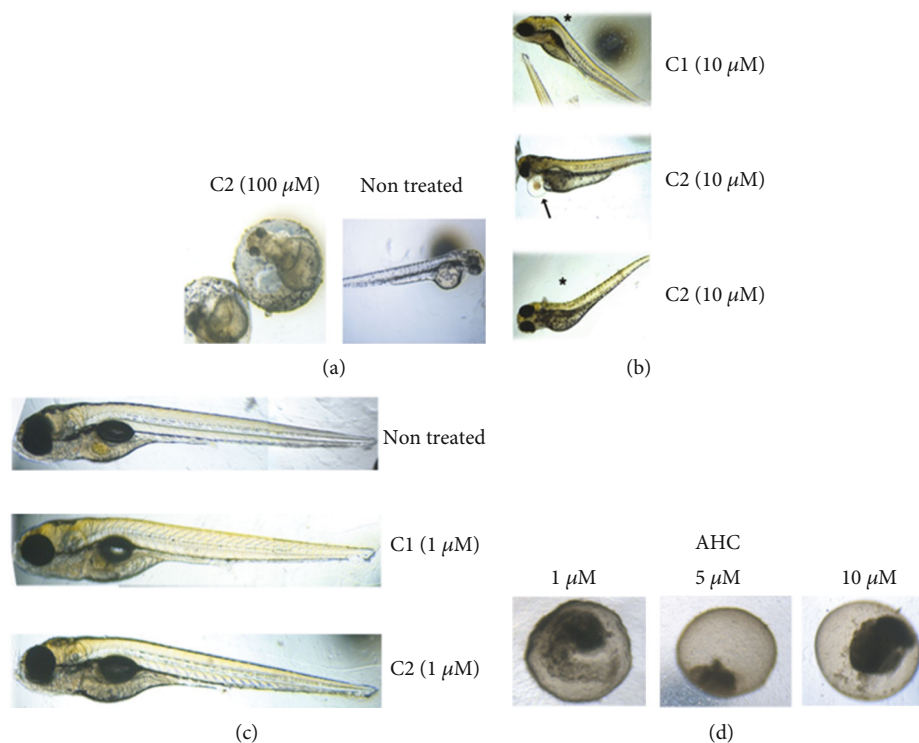 C2 (100 μM)
Non treated
(a)
*
C1 (10 μM)
C2 (10 μM)
*
C2 (10 μM)
(b)
Non treated
C1 (1 μM)
C2 (1 μM)
(c)
AHC
1 μM
5 μM
10 μM
(d)